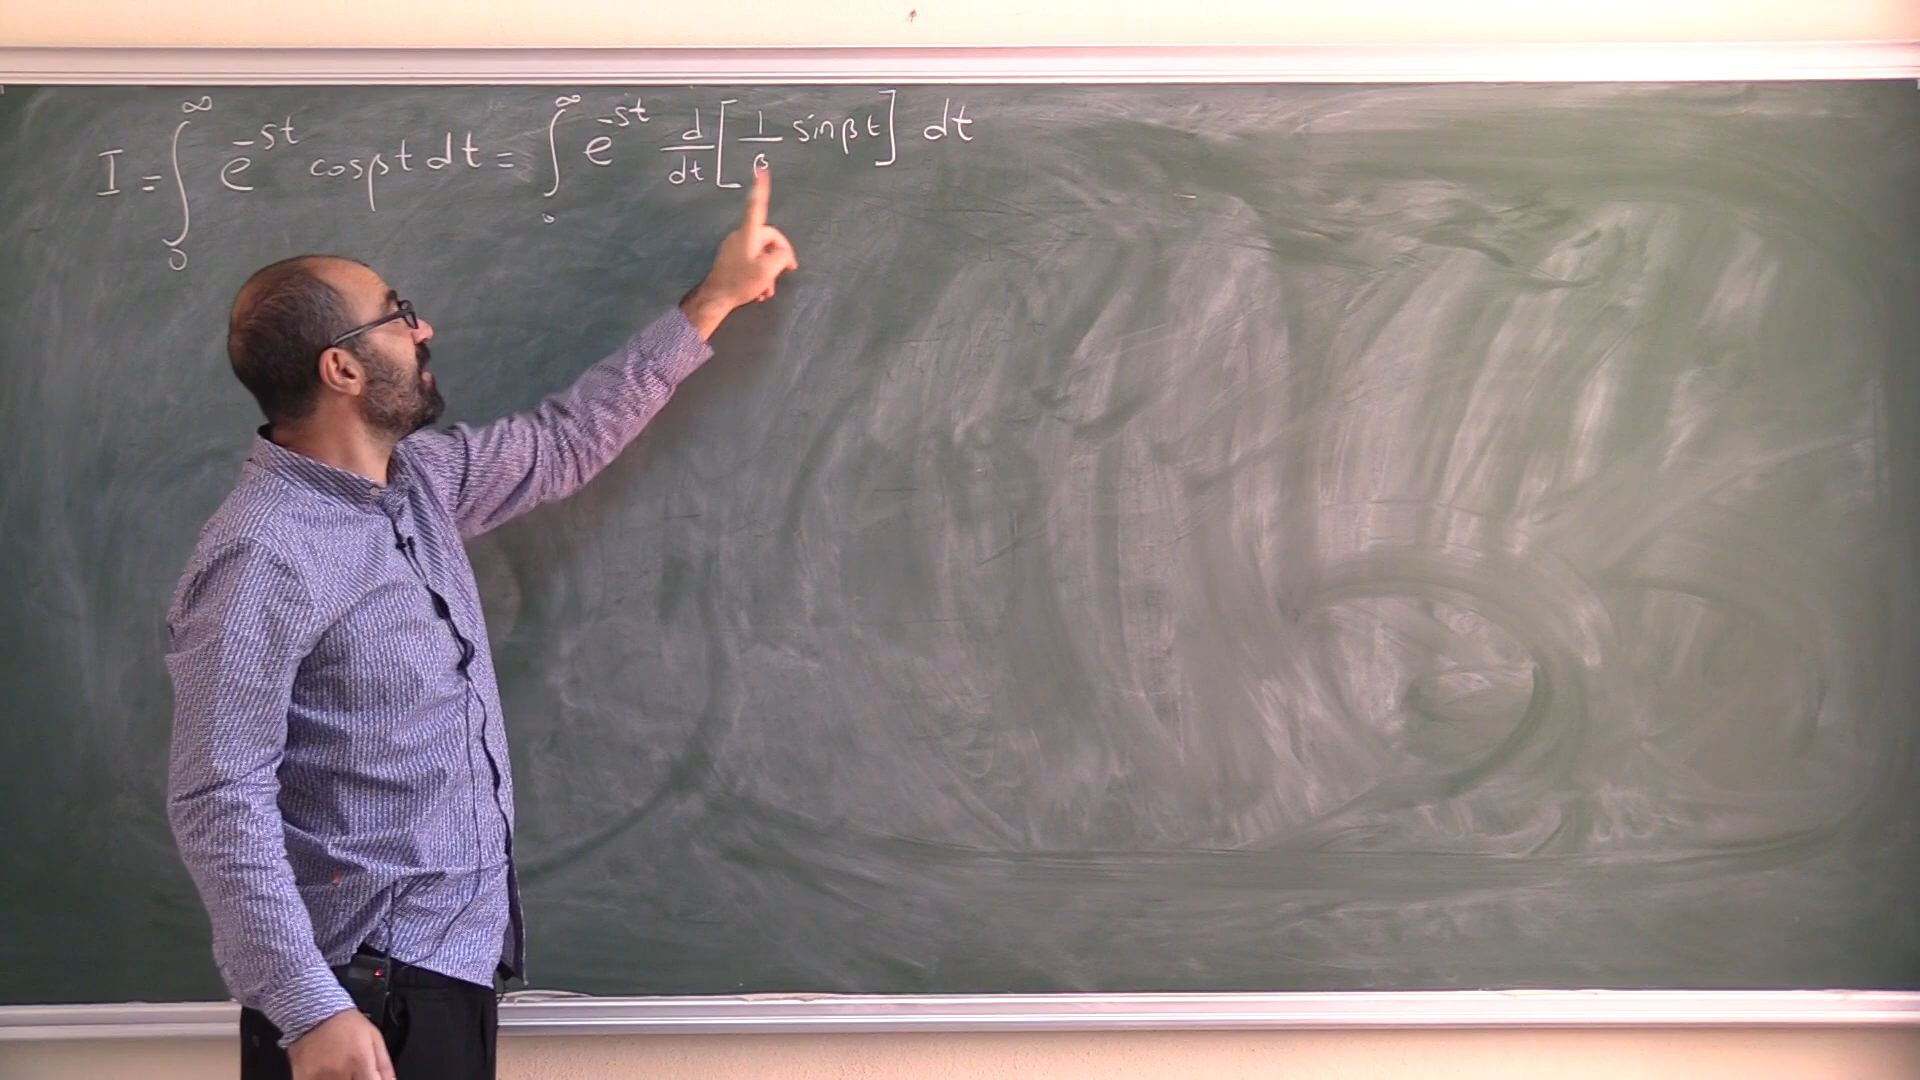 I = ∫₀^∞ e^{-st} cosβt dt = ∫₀^∞ e^{-st} d/dt [1/β sinβt] dt